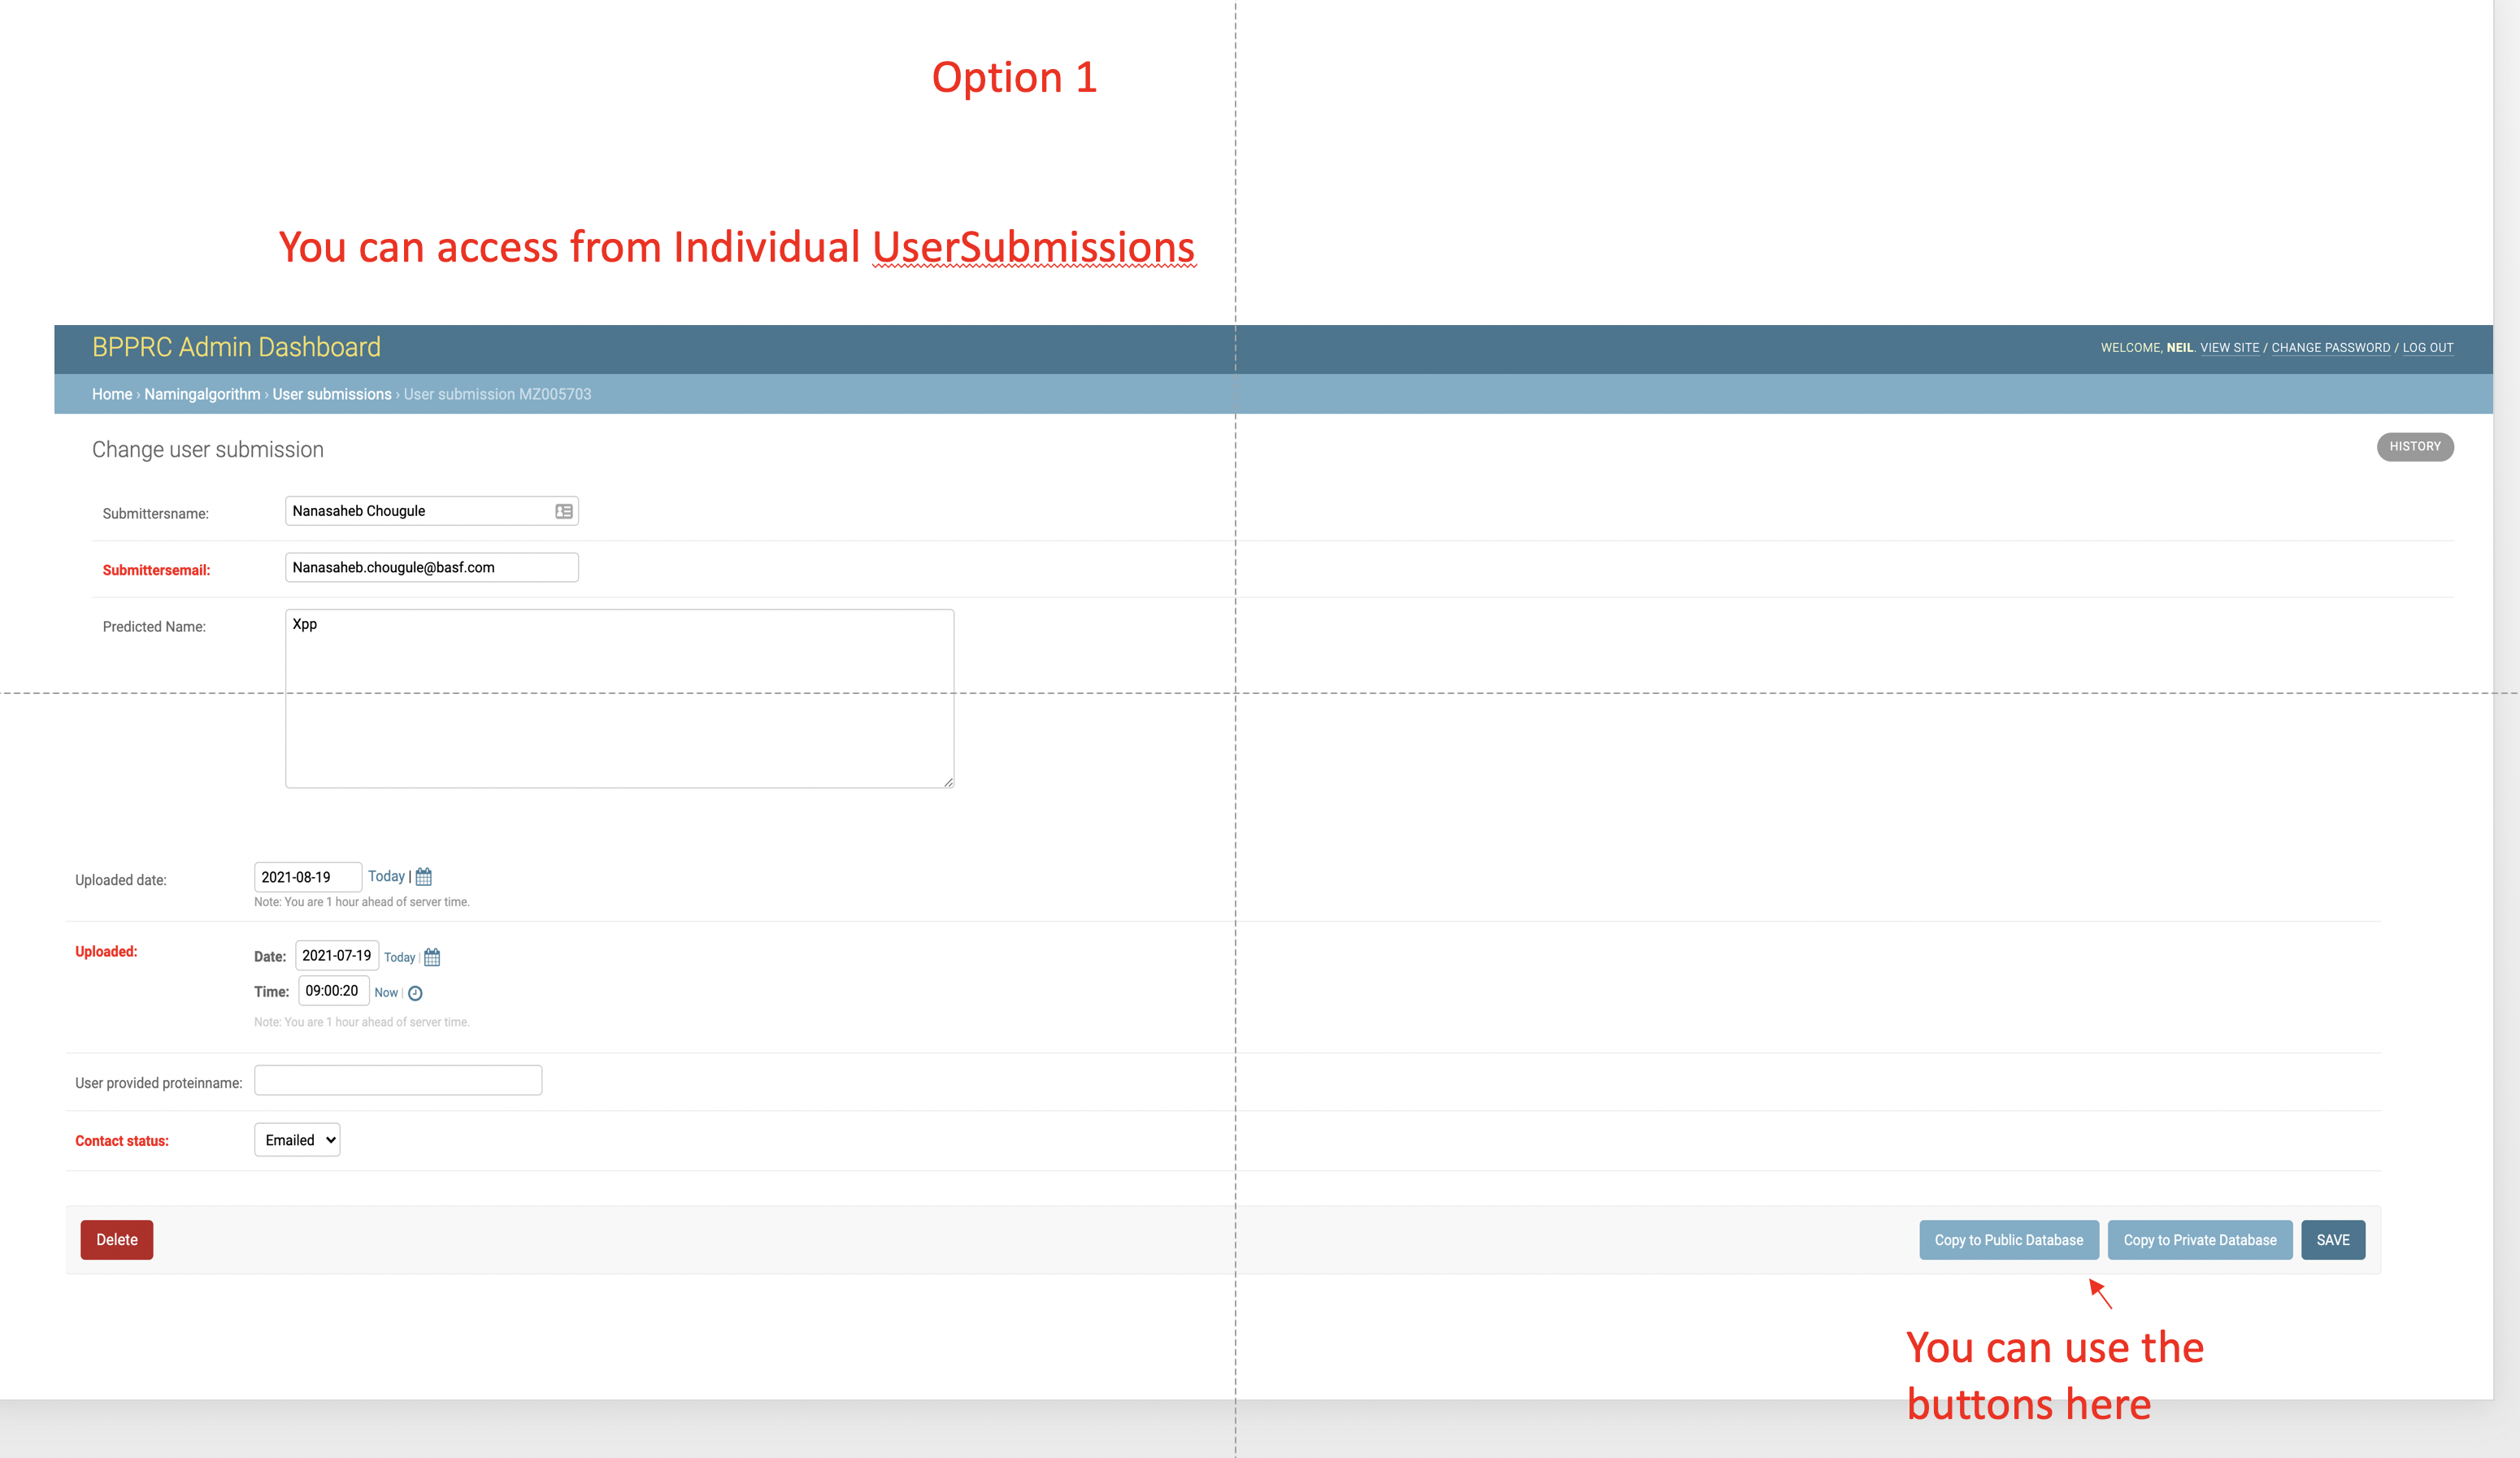 Option 1
You can access from Individual UserSubmissions
BPPRC Admin Dashboard
WELCOME, NEIL. VIEW SITE / CHANGE PASSWORD / LOG OUT
Home › Namingalgorithm › User submissions › User submission MZ005703
Change user submission
HISTORY
Submittersname: Nanasaheb Chougule
Submittersemail: Nanasaheb.chougule@basf.com
Predicted Name: Xpp
Uploaded date: 2021-08-19 Today |
Note: You are 1 hour ahead of server time.
Uploaded: Date: 2021-07-19 Today |
Time: 09:00:20 Now |
Note: You are 1 hour ahead of server time.
User provided proteinname:
Contact status: Emailed
Delete Copy to Public Database Copy to Private Database SAVE
You can use the
buttons here